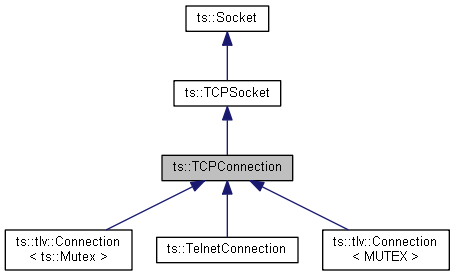 ts::Socket
ts::TCPSocket
ts::TCPConnection
ts::tlv::Connection
< ts::Mutex >
ts::TelnetConnection
ts::tlv::Connection
< MUTEX >